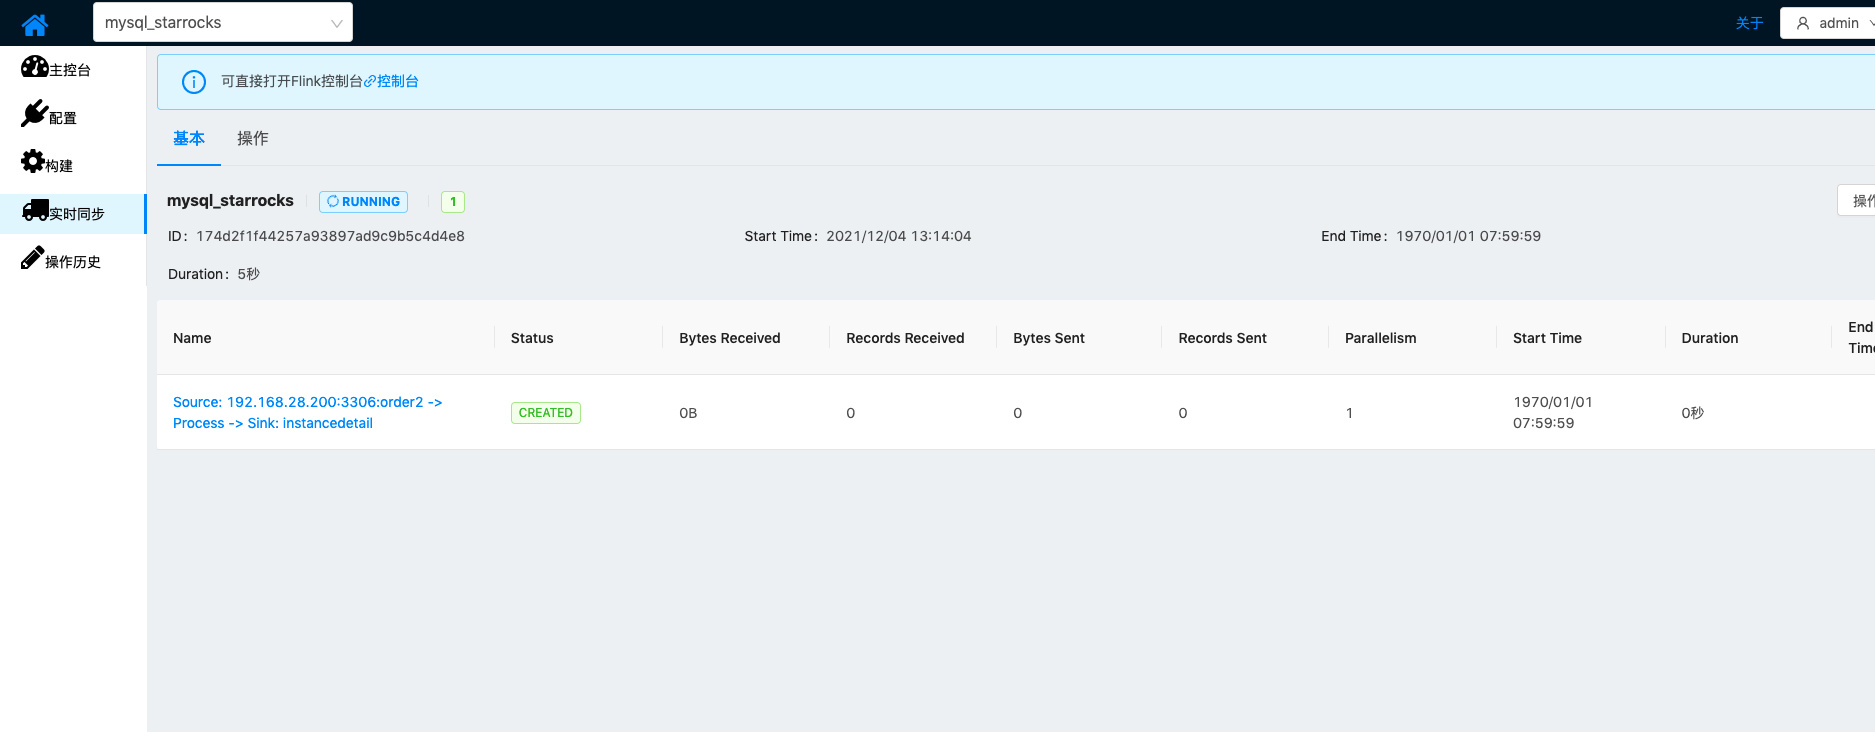 mysql_starrocks
关于
admin
主控台
配置
构建
实时同步
操作历史
可直接打开Flink控制台控制台
基本
操作
mysql_starrocks
RUNNING
1
操作
ID: 174d2f1f44257a93897ad9c9b5c4d4e8
Start Time: 2021/12/04 13:14:04
End Time: 1970/01/01 07:59:59
Duration: 5秒
Name
Status
Bytes Received
Records Received
Bytes Sent
Records Sent
Parallelism
Start Time
Duration
End
Time
Source: 192.168.28.200:3306:order2 ->
Process -> Sink: instancedetail
CREATED
0B
0
0
0
1
1970/01/01
07:59:59
0秒